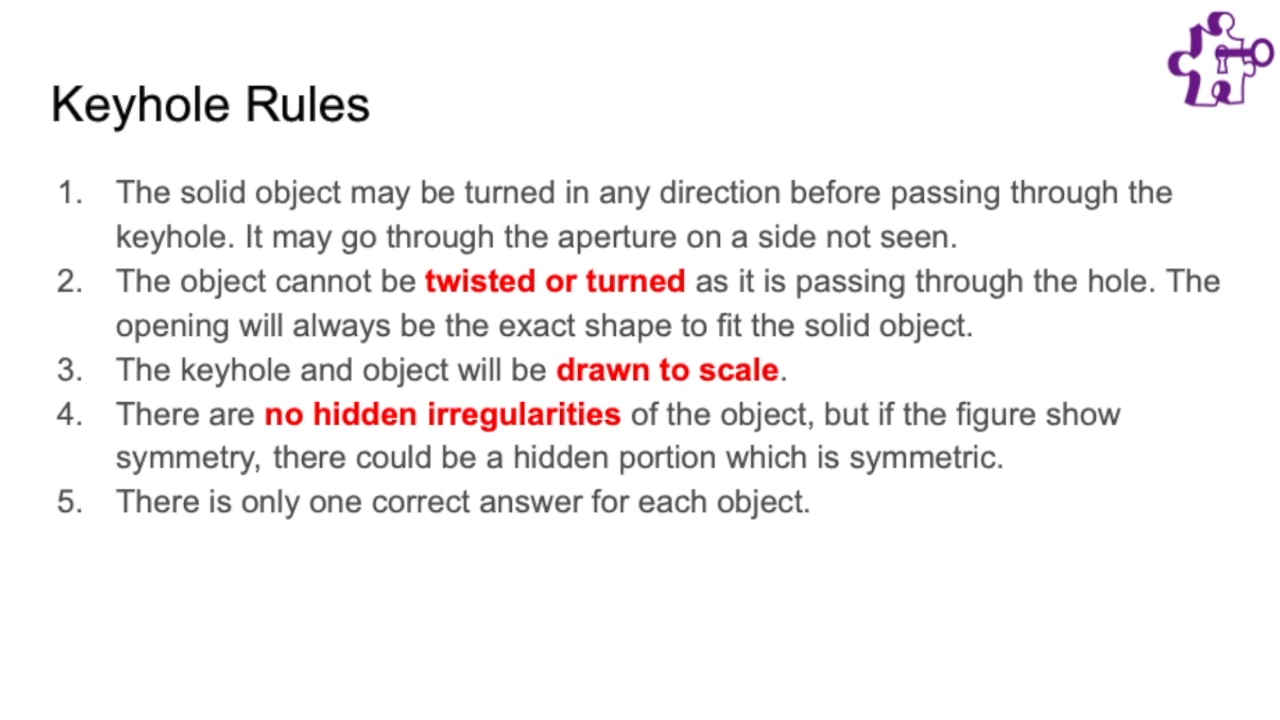 Keyhole Rules
1. The solid object may be turned in any direction before passing through the
keyhole. It may go through the aperture on a side not seen.
2. The object cannot be twisted or turned as it is passing through the hole. The
opening will always be the exact shape to fit the solid object.
3. The keyhole and object will be drawn to scale.
4. There are no hidden irregularities of the object, but if the figure show
symmetry, there could be a hidden portion which is symmetric.
5. There is only one correct answer for each object.